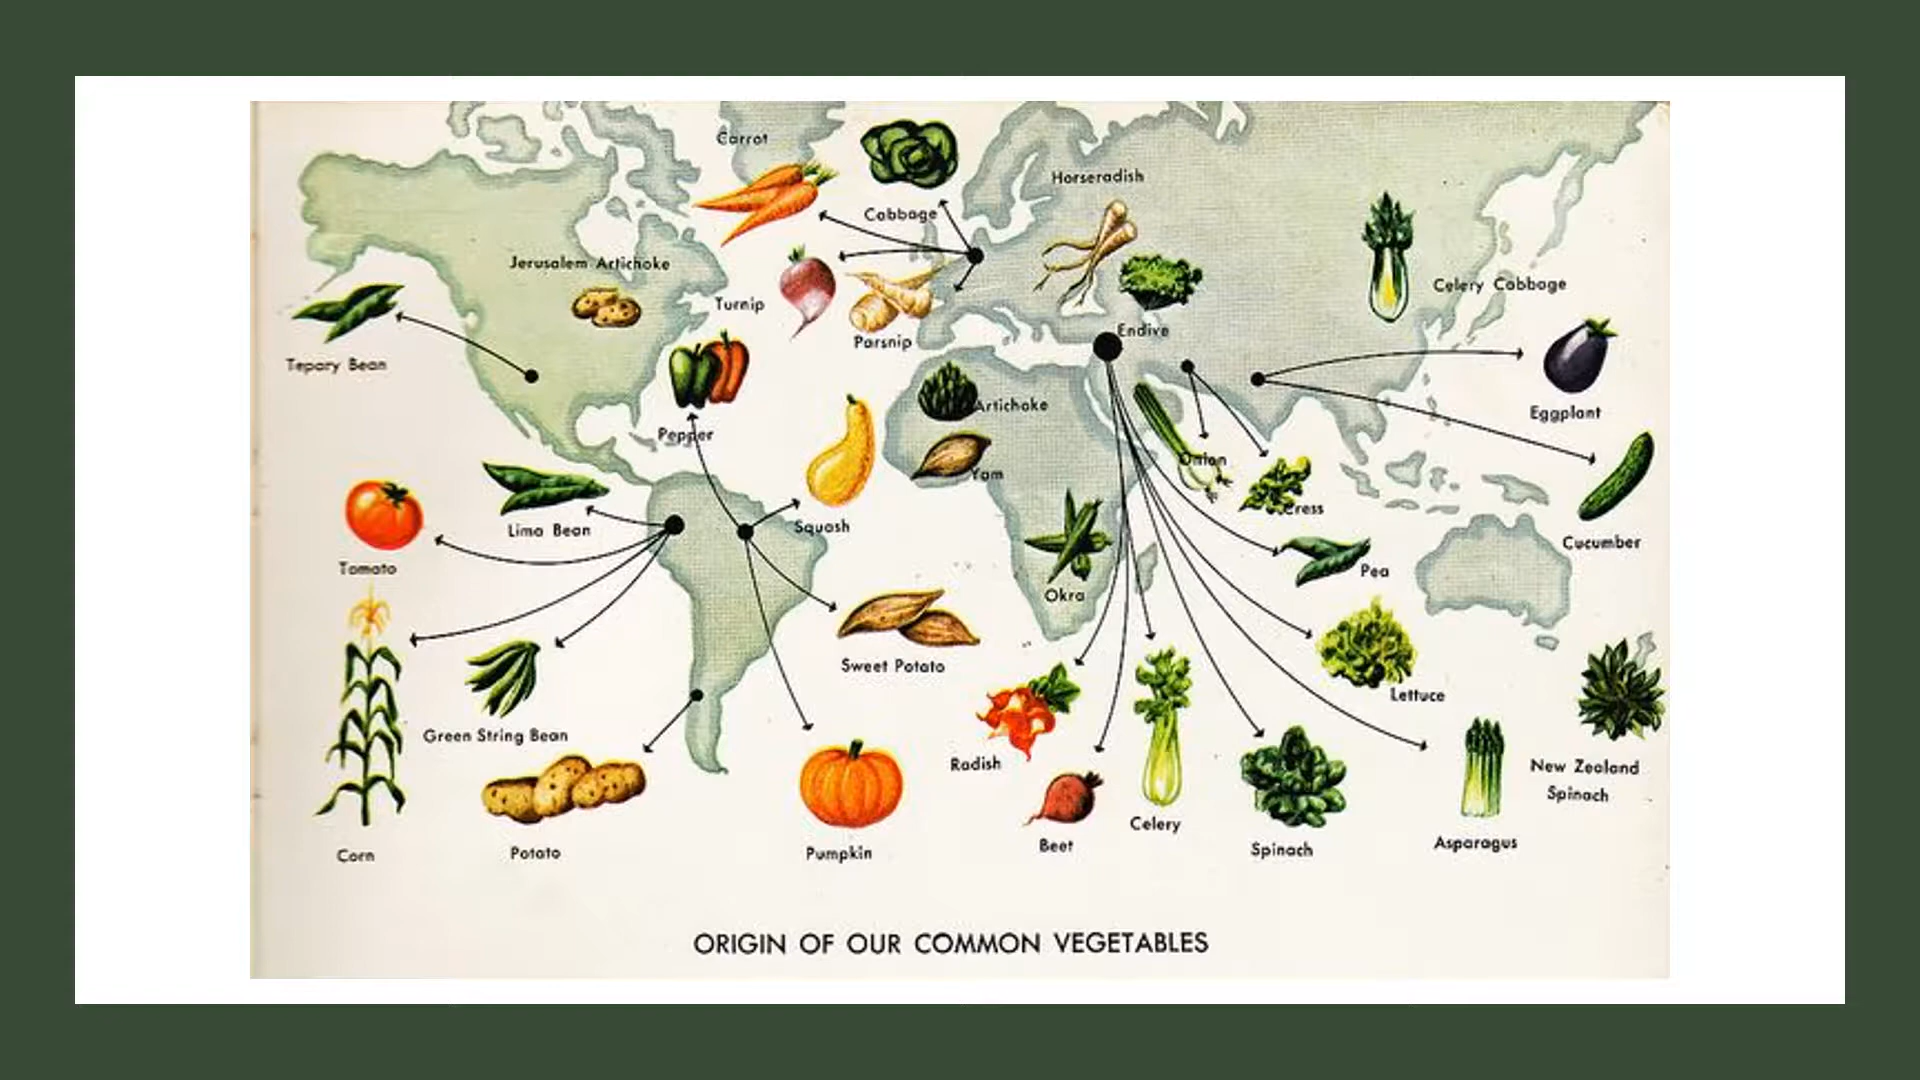 Carrot
Cabbage
Horseradish
Jerusalem Artichoke
Turnip
Parsnip
Endive
Celery Cabbage
Tepary Bean
Pepper
Artichoke
Eggplant
Yam
Onion
Cress
Lima Bean
Squash
Cucumber
Tomato
Okra
Pea
Sweet Potato
Lettuce
Green String Bean
Radish
New Zealand
Spinach
Corn
Potato
Pumpkin
Beet
Celery
Spinach
Asparagus
ORIGIN OF OUR COMMON VEGETABLES